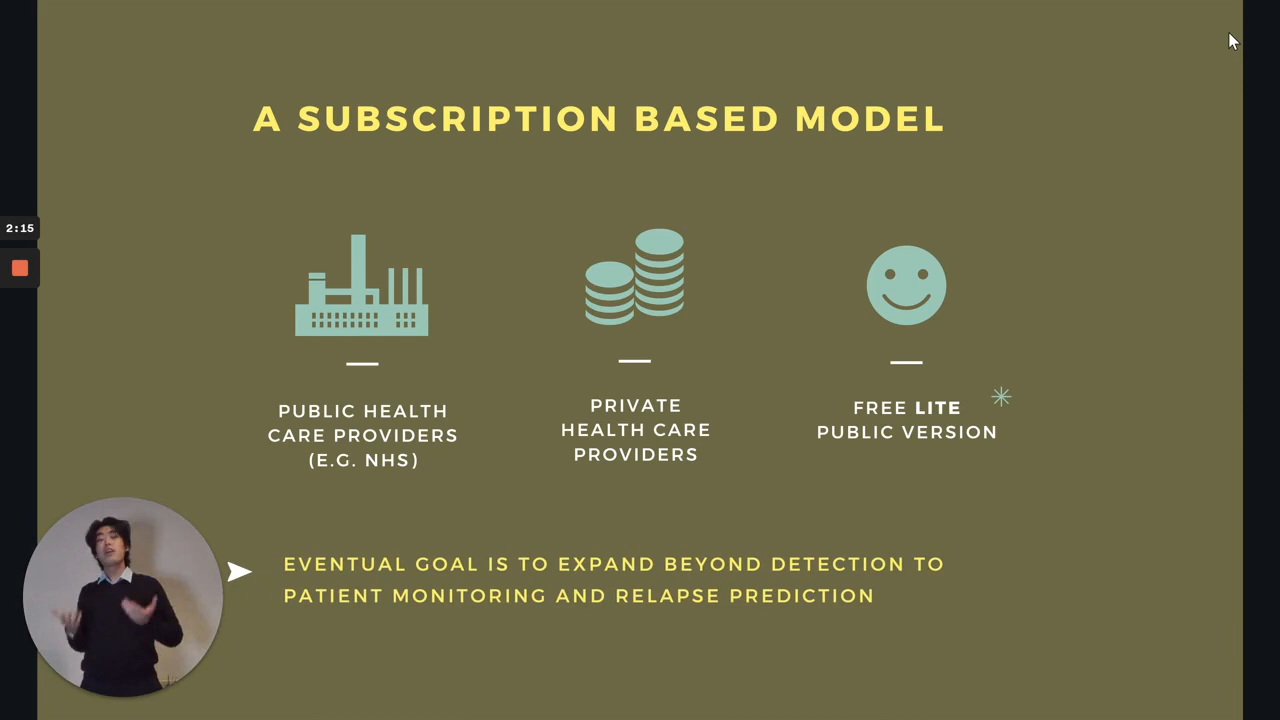 A SUBSCRIPTION BASED MODEL
2:15
PUBLIC HEALTH
CARE PROVIDERS
(E.G. NHS)
PRIVATE
HEALTH CARE
PROVIDERS
FREE LITE
PUBLIC VERSION
EVENTUAL GOAL IS TO EXPAND BEYOND DETECTION TO
PATIENT MONITORING AND RELAPSE PREDICTION